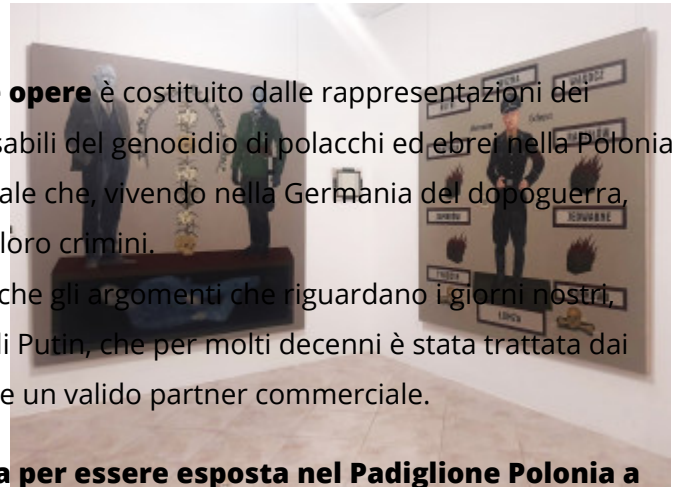 opere è costituito dalle rappresentazioni dei
sabili del genocidio di polacchi ed ebrei nella Polonia
ale che, vivendo nella Germania del dopoguerra,
loro crimini.
che gli argomenti che riguardano i giorni nostri,
di Putin, che per molti decenni è stata trattata dai
e un valido partner commerciale.
a per essere esposta nel Padiglione Polonia a
JEDWABNE